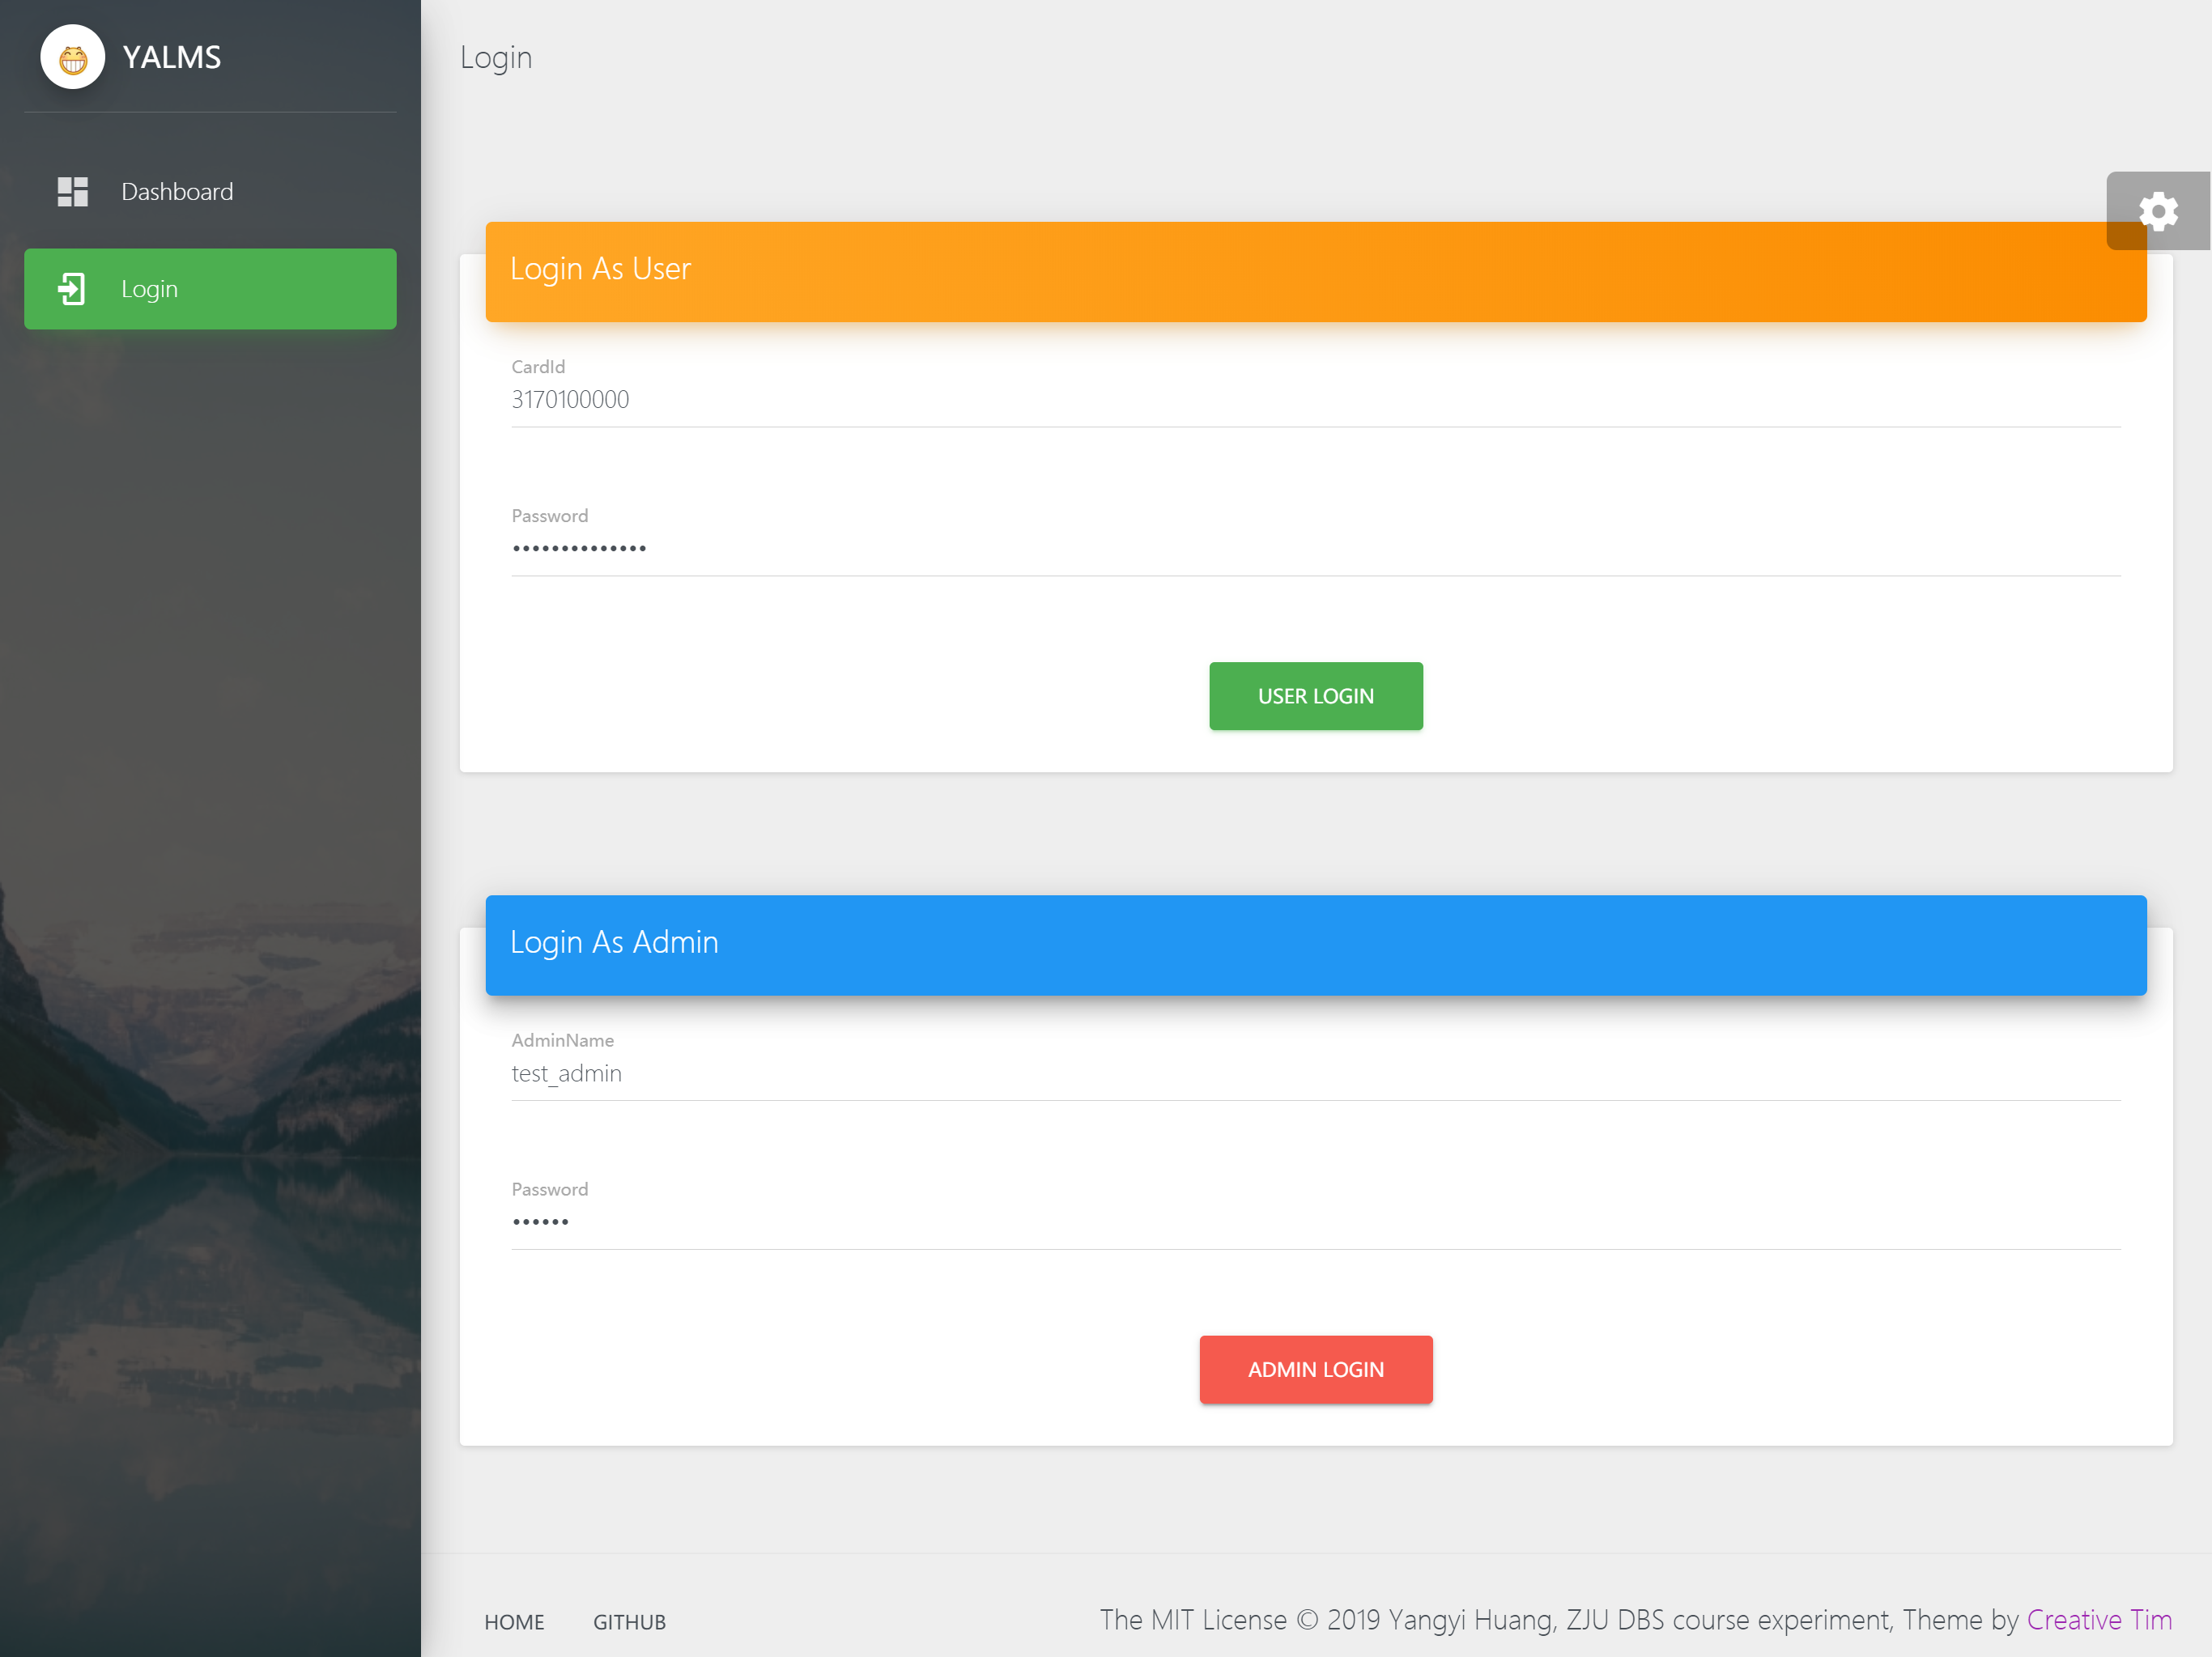 YALMS
Dashboard
Login
Login
Login As User
CardId
3170100000
Password
••••••••••••••
USER LOGIN
Login As Admin
AdminName
test_admin
Password
••••••
ADMIN LOGIN
HOME GITHUB
The MIT License © 2019 Yangyi Huang, ZJU DBS course experiment, Theme by Creative Tim